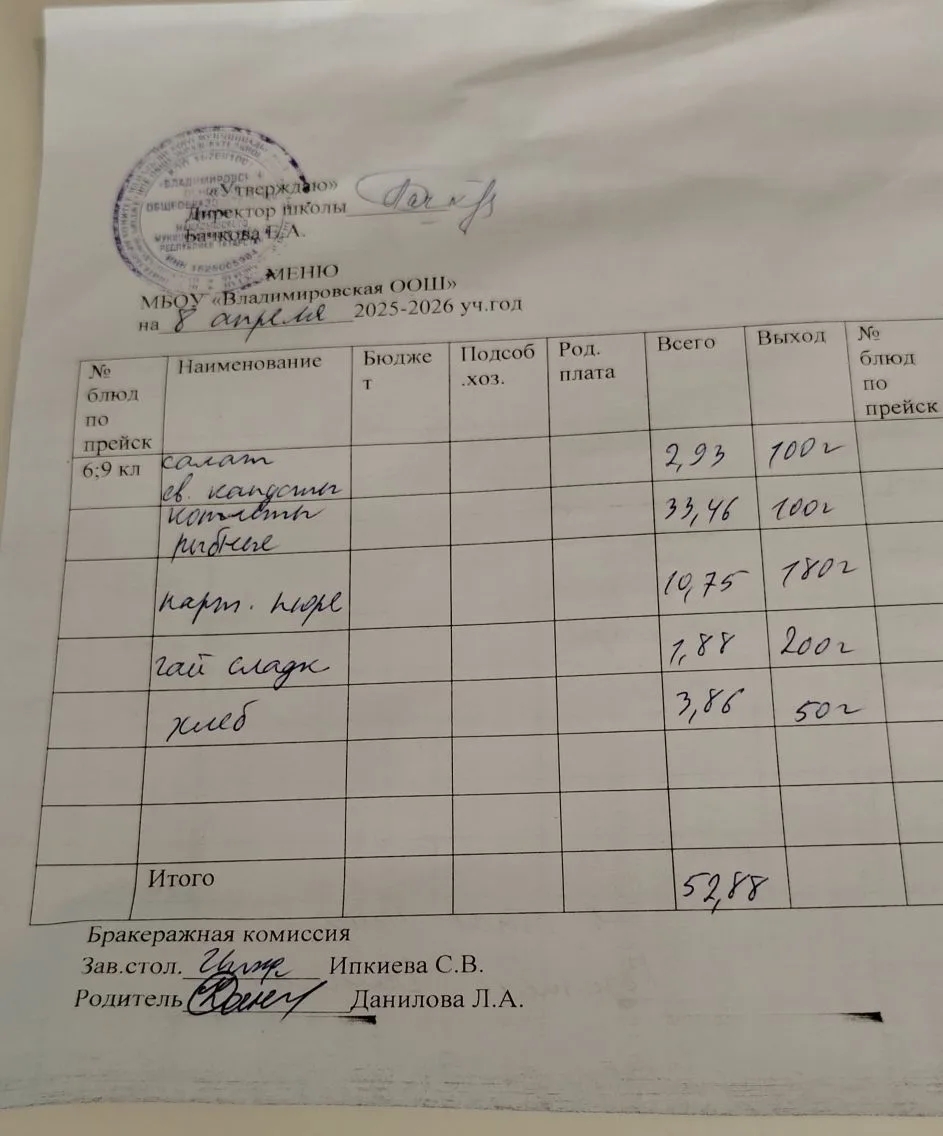 «Утверждаю»
Директор школы
Бачкова Е.А.
МЕНЮ
МБОУ «Владимировская ООШ»
на 8 апреля 2025-2026 уч.год
№ блюд по прейск Наименование Бюджет Подсоб.хоз. Род. плата Всего Выход № блюд по прейск
6;9 кл салат св. капусты 2,93 100г
котлеты рыбные 33,46 100г
карт. пюре 10,75 180г
чай сладк 1,88 200г
хлеб 3,86 50г
Итого 52,88
Бракеражная комиссия
Зав.стол. Ипкиева С.В.
Родитель Данилова Л.А.